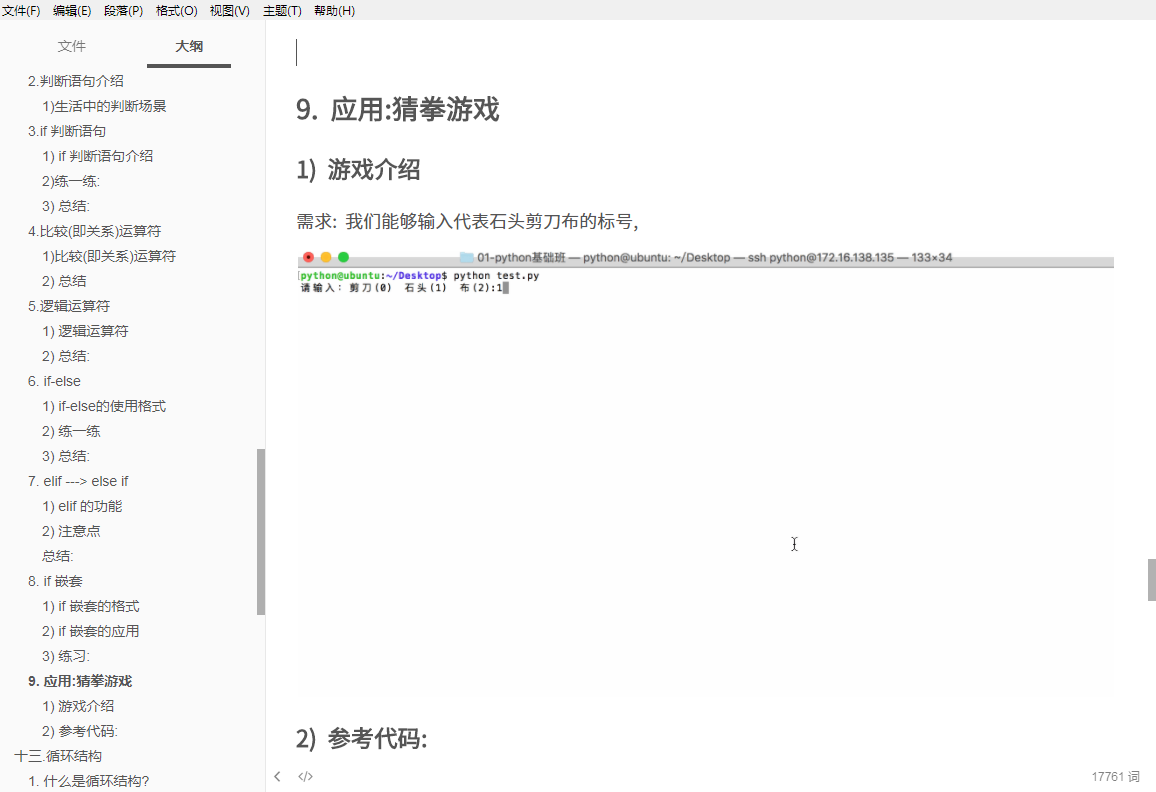 文件(F) 编辑(E) 段落(P) 格式(O) 视图(V) 主题(T) 帮助(H)
文件 大纲
2.判断语句介绍
1)生活中的判断场景
3.if 判断语句
1) if 判断语句介绍
2)练一练:
3) 总结:
4.比较(即关系)运算符
1)比较(即关系)运算符
2) 总结
5.逻辑运算符
1) 逻辑运算符
2) 总结:
6. if-else
1) if-else的使用格式
2) 练一练
3) 总结:
7. elif ---> else if
1) elif 的功能
2) 注意点
总结:
8. if 嵌套
1) if 嵌套的格式
2) if 嵌套的应用
3) 练习:
9. 应用:猜拳游戏
1) 游戏介绍
2) 参考代码:
十三.循环结构
1. 什么是循环结构?
9. 应用:猜拳游戏
1) 游戏介绍
需求: 我们能够输入代表石头剪刀布的标号,
01-python基础班 — python@ubuntu: ~/Desktop — ssh python@172.16.138.135 — 133×34
[python@ubuntu:~/Desktop$ python test.py
请输入: 剪刀(0) 石头(1) 布(2):1
2) 参考代码:
17761 词